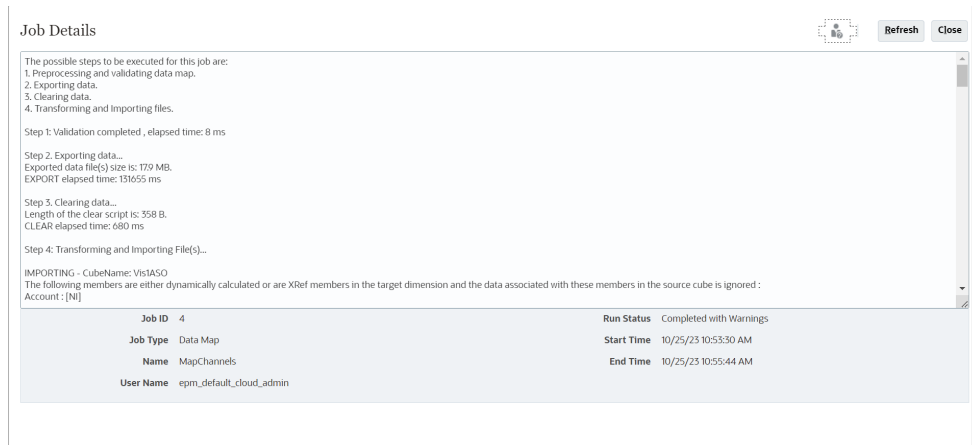 Job Details
Refresh
Close
The possible steps to be executed for this job are:
1. Preprocessing and validating data map.
2. Exporting data.
3. Clearing data.
4. Transforming and Importing files.
Step 1: Validation completed , elapsed time: 8 ms
Step 2. Exporting data...
Exported data file(s) size is: 17.9 MB.
EXPORT elapsed time: 131655 ms
Step 3. Clearing data...
Length of the clear script is: 358 B.
CLEAR elapsed time: 680 ms
Step 4: Transforming and Importing File(s)...
IMPORTING - CubeName: Vis1ASO
The following members are either dynamically calculated or are XRef members in the target dimension and the data associated with these members in the source cube is ignored :
Account : [NI]
Job ID 4
Run Status Completed with Warnings
Job Type Data Map
Start Time 10/25/23 10:53:30 AM
Name MapChannels
End Time 10/25/23 10:55:44 AM
User Name epm_default_cloud_admin